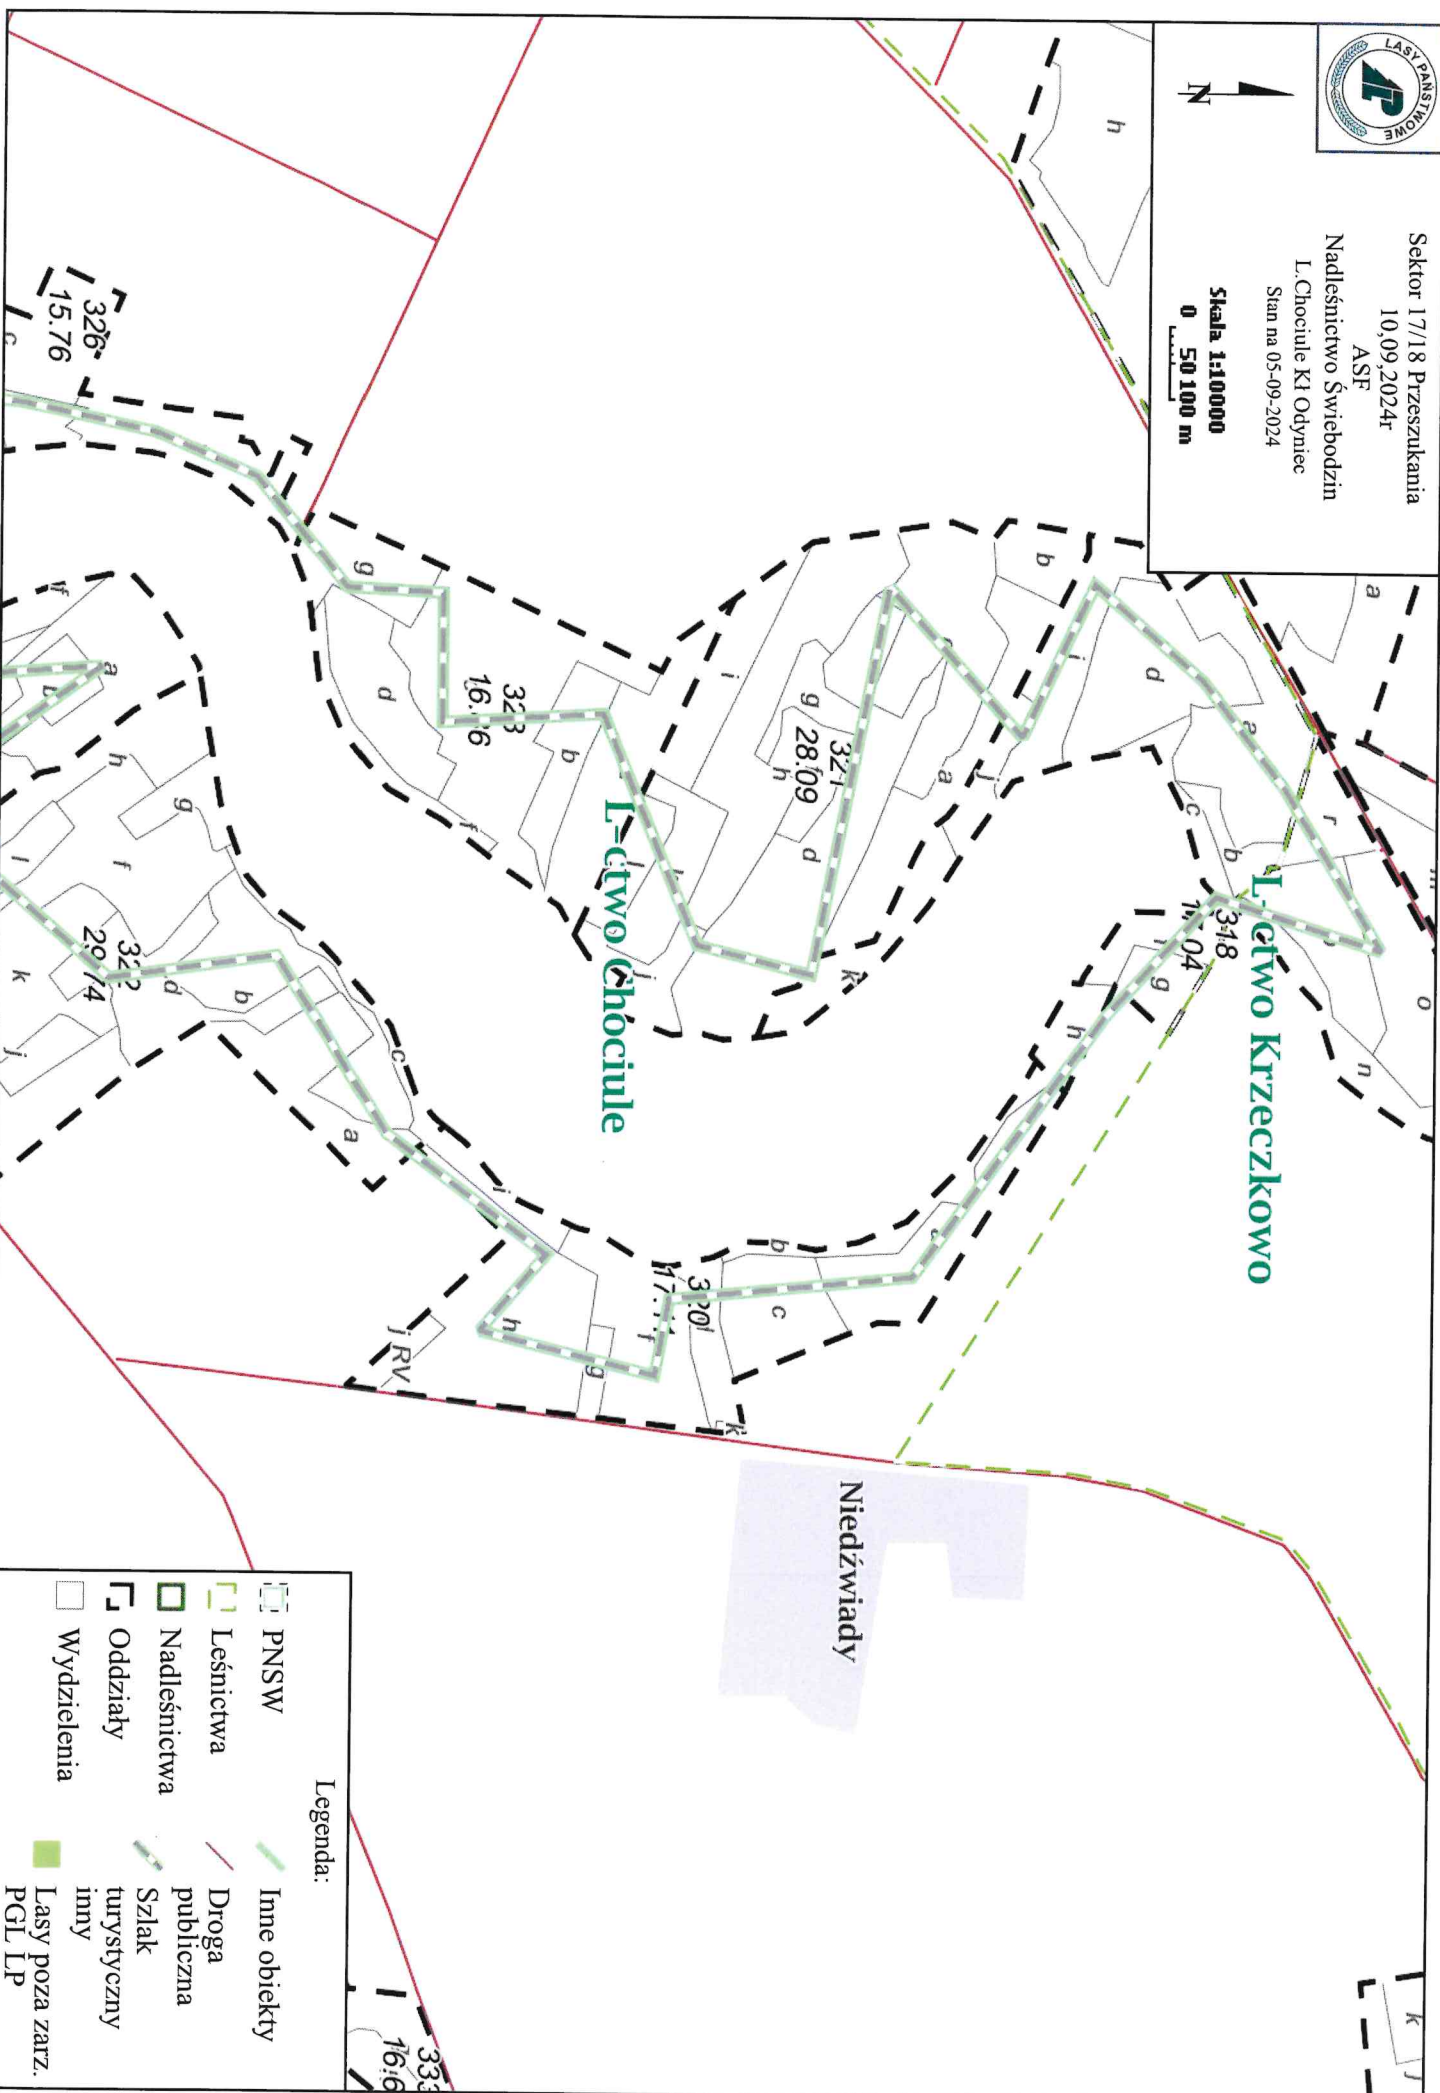 LASY PAŃSTWOWE
Sektor 17/18 Przeszukania
10,09,2024r
ASF
Nadleśnictwo Świebodzin
L.Chociule Kł Odyniec
Stan na 05-09-2024
N
Skala 1:10000
0 50 100 m
h
a
b
d
i
a
r
o
n
c
b
318
L-ctwo Krzeczkowo
g
h
j
a
i
g
321
28.09
h
d
k
j
L-ctwo Chociule
g
d
323
16.36
b
f
326
15.76
c
a
h
g
f
l
k
j
322
29.74
d
b
c
a
i
b
c
320
f
g
h
j RV
k
Niedźwiady
k
j
Legenda:
PNSW
Leśnictwa
Nadleśnictwa
Oddziały
Wydzielenia
Inne obiekty
Droga
publiczna
Szlak
turystyczny
inny
Lasy poza zarz.
PGL LP